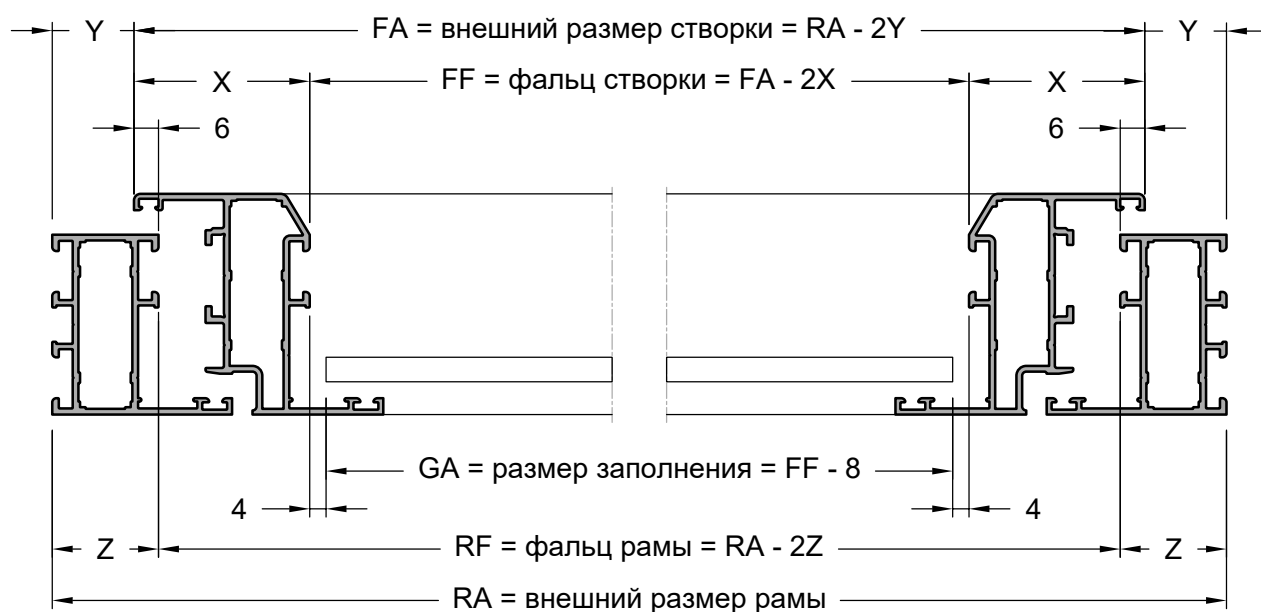 Y FA = внешний размер створки = RA - 2Y Y
X FF = фальц створки = FA - 2X X
6 6
GA = размер заполнения = FF - 8
4 4
Z RF = фальц рамы = RA - 2Z Z
RA = внешний размер рамы